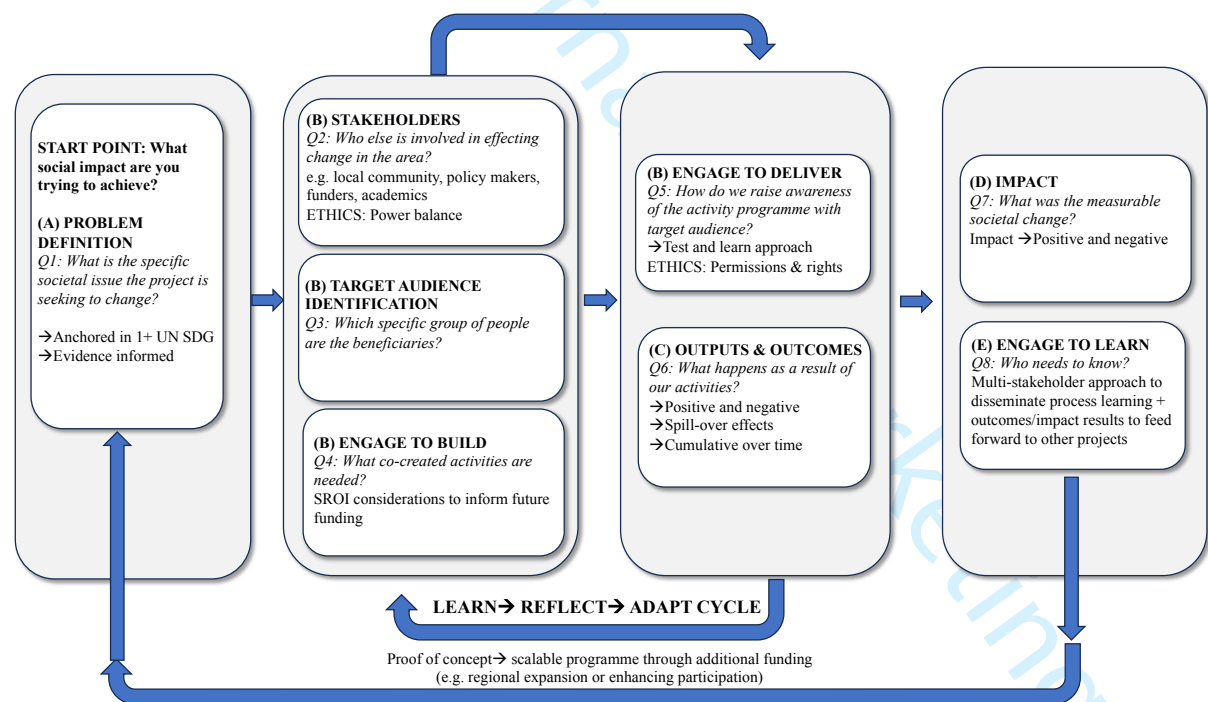 START POINT: What
social impact are you
trying to achieve?
(A) PROBLEM
DEFINITION
Q1: What is the specific
societal issue the project is
seeking to change?
→Anchored in 1+ UN SDG
→Evidence informed
(B) STAKEHOLDERS
Q2: Who else is involved in effecting
change in the area?
e.g. local community, policy makers,
funders, academics
ETHICS: Power balance
(B) TARGET AUDIENCE
IDENTIFICATION
Q3: Which specific group of people
are the beneficiaries?
(B) ENGAGE TO BUILD
Q4: What co-created activities are
needed?
SROI considerations to inform future
funding
(B) ENGAGE TO DELIVER
Q5: How do we raise awareness
of the activity programme with
target audience?
→Test and learn approach
ETHICS: Permissions & rights
(C) OUTPUTS & OUTCOMES
Q6: What happens as a result of
our activities?
→Positive and negative
→Spill-over effects
→Cumulative over time
(D) IMPACT
Q7: What was the measurable
societal change?
Impact →Positive and negative
(E) ENGAGE TO LEARN
Q8: Who needs to know?
Multi-stakeholder approach to
disseminate process learning +
outcomes/impact results to feed
forward to other projects
LEARN→ REFLECT→ ADAPT CYCLE
Proof of concept→ scalable programme through additional funding
(e.g. regional expansion or enhancing participation)